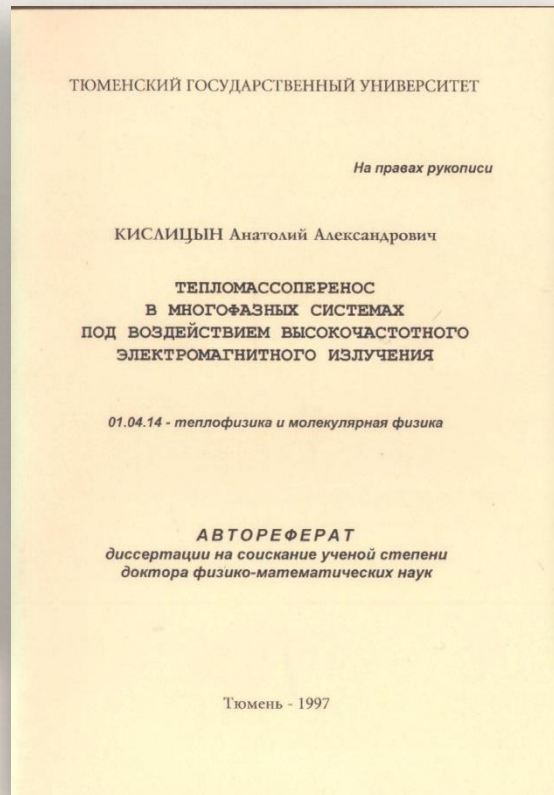 ТЮМЕНСКИЙ ГОСУДАРСТВЕННЫЙ УНИВЕРСИТЕТ
На правах рукописи
КИСЛИЦЫН Анатолий Александрович
ТЕПЛОМАССОПЕРЕНОС
В МНОГОФАЗНЫХ СИСТЕМАХ
ПОД ВОЗДЕЙСТВИЕМ ВЫСОКОЧАСТОТНОГО
ЭЛЕКТРОМАГНИТНОГО ИЗЛУЧЕНИЯ
01.04.14 - теплофизика и молекулярная физика
АВТОРЕФЕРАТ
диссертации на соискание ученой степени
доктора физико-математических наук
Тюмень - 1997